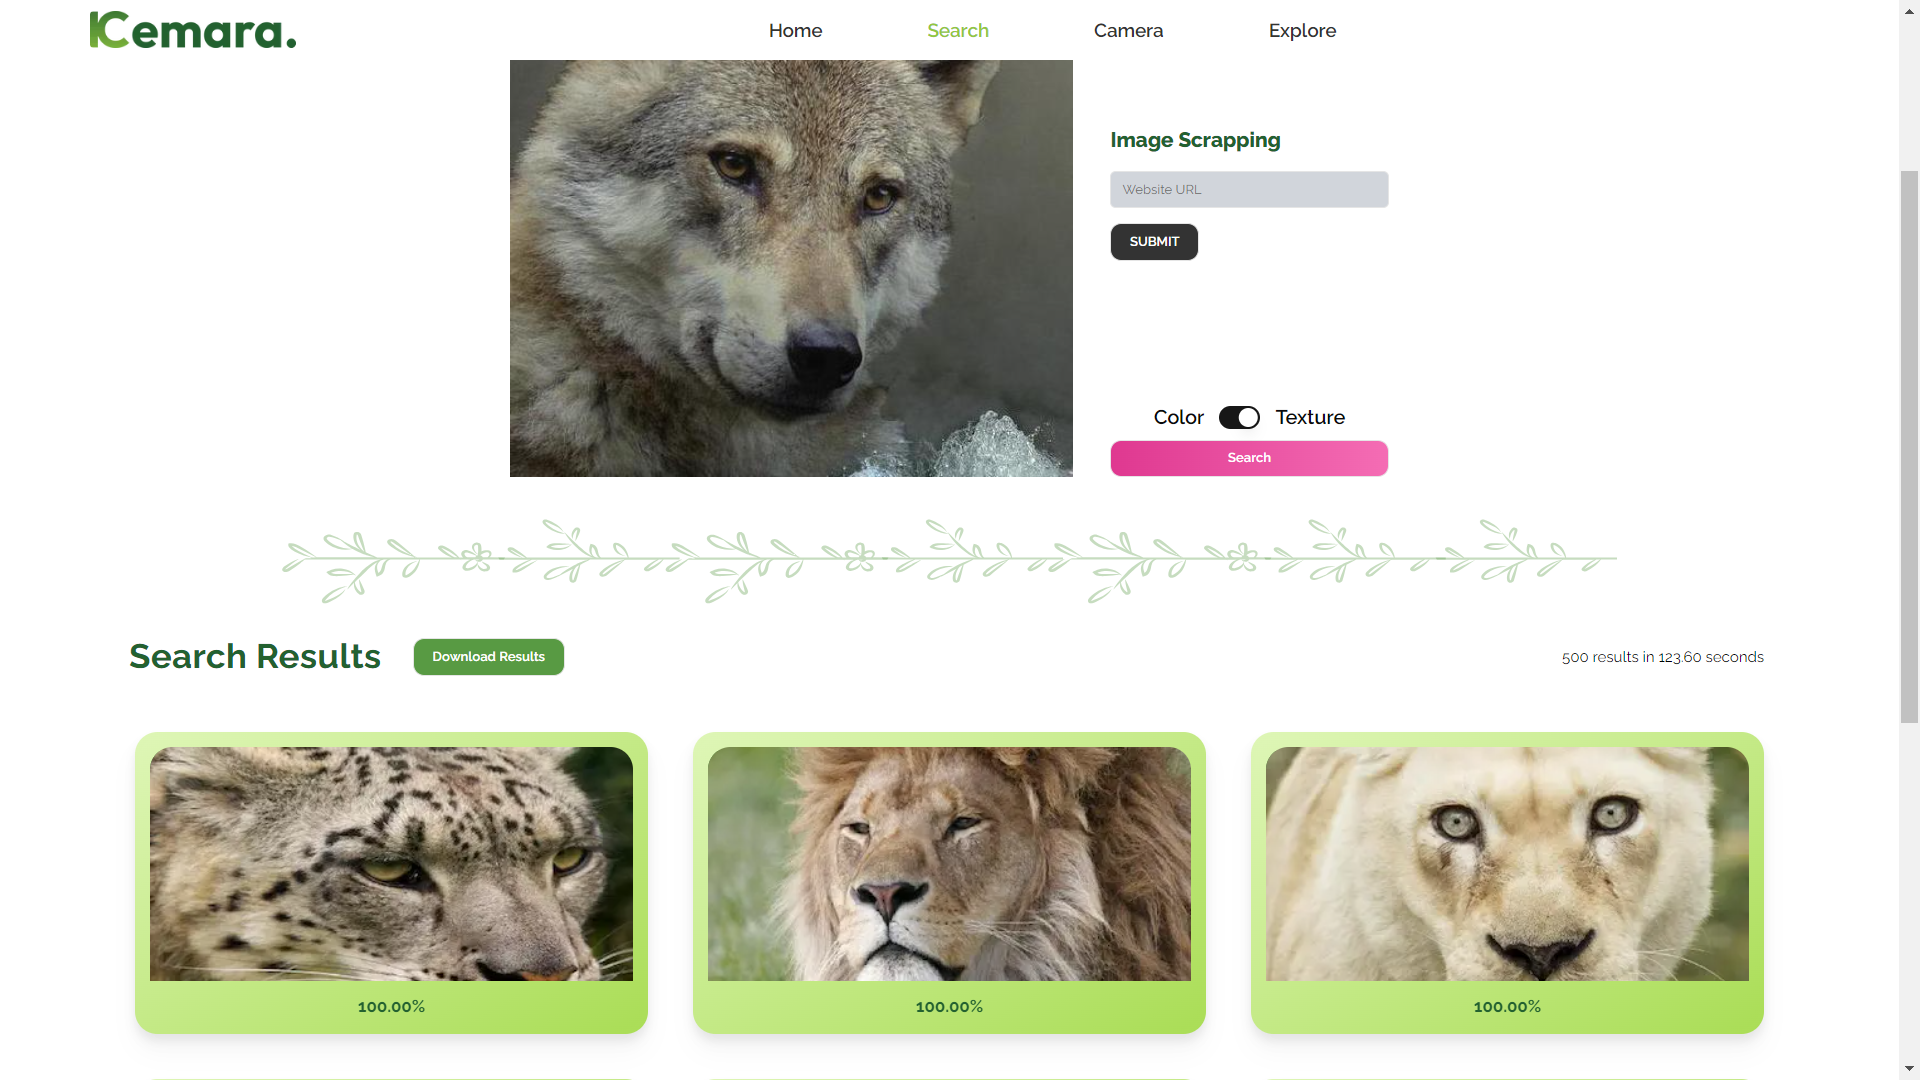 Kemara.
Home
Search
Camera
Explore
Image Scrapping
Website URL
SUBMIT
Color
Texture
Search
Search Results
Download Results
500 results in 123.60 seconds
100.00%
100.00%
100.00%